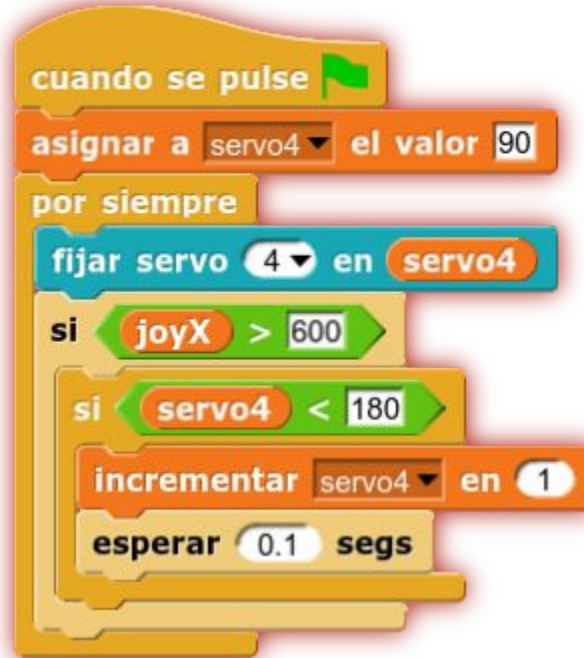 cuando se pulse
asignar a servo4 el valor 90
por siempre
fijar servo 4 en servo4
si joyX > 600
si servo4 < 180
incrementar servo4 en 1
esperar 0.1 segs